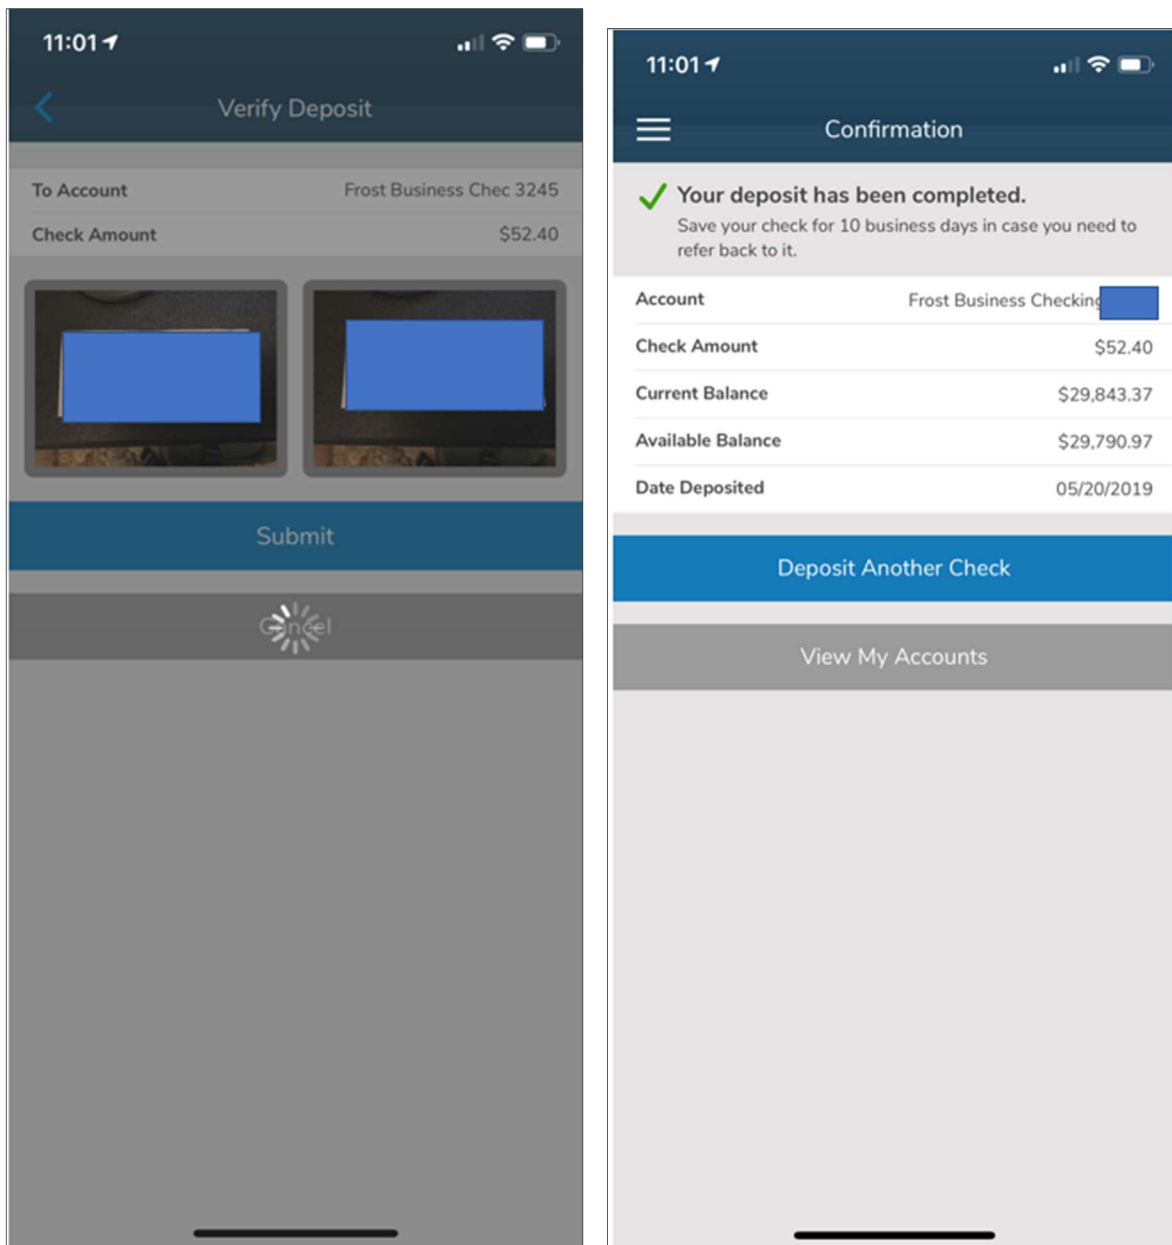 11:01
Verify Deposit
To Account Frost Business Chec 3245
Check Amount $52.40
Submit
Cancel
11:01
Confirmation
Your deposit has been completed.
Save your check for 10 business days in case you need to
refer back to it.
Account Frost Business Checking
Check Amount $52.40
Current Balance $29,843.37
Available Balance $29,790.97
Date Deposited 05/20/2019
Deposit Another Check
View My Accounts